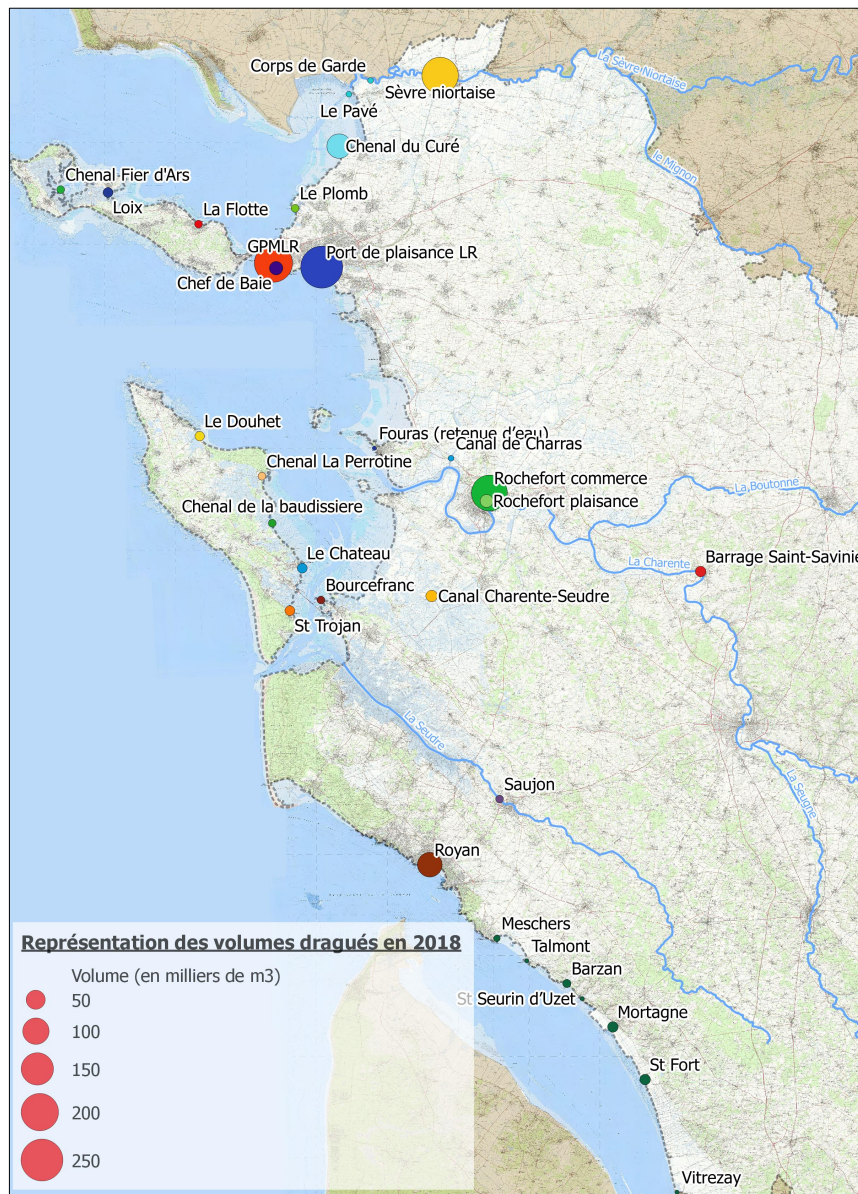 Corps de Garde
La Sèvre Niortaise
Sèvre niortaise
Le Pavé
Chenal du Curé
le Mignon
Chenal Fier d'Ars
Le Plomb
Loix
La Flotte
GPMLR
Port de plaisance LR
Chef de Baie
Le Douhet
Fouras (retenue d'eau)
Canal de Charras
Chenal La Perrotine
Rochefort commerce
La Boutonne
Rochefort plaisance
Chenal de la baudissiere
Le Chateau
La Charente
Barrage Saint-Savinie
Bourcefranc
Canal Charente-Seudre
St Trojan
La Seudre
Saujon
La Seugne
Royan
Meschers
Talmont
Barzan
St Seurin d'Uzet
Mortagne
St Fort
Vitrezay
Représentation des volumes dragués en 2018
Volume (en milliers de m3)
50
100
150
200
250